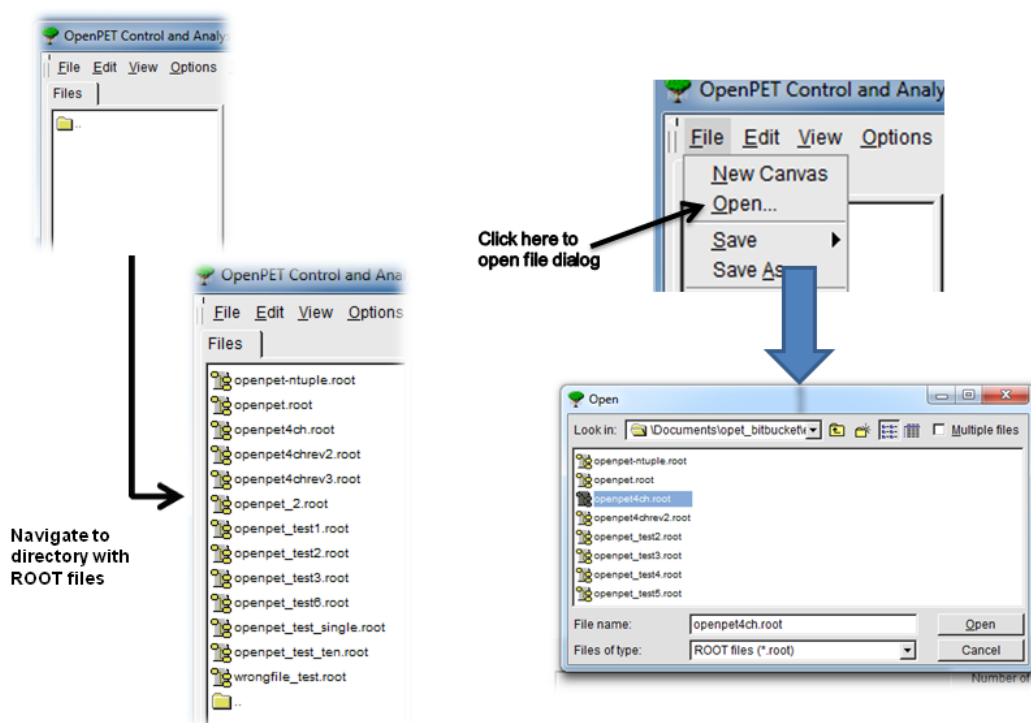 OpenPET Control and Analys
File Edit View Options
Files
..
Navigate to
directory with
ROOT files
OpenPET Control and Ana
File Edit View Options
Files
openpet-ntuple.root
openpet.root
openpet4ch.root
openpet4chrev2.root
openpet4chrev3.root
openpet_2.root
openpet_test1.root
openpet_test2.root
openpet_test3.root
openpet_test6.root
openpet_test_single.root
openpet_test_ten.root
wrongfile_test.root
..
OpenPET Control and Analy
File Edit View Options
New Canvas
Open...
Save
Save As
Click here to
open file dialog
Open
Look in: \Documents\opet_bitbucket\e Multiple files
openpet-ntuple.root
openpet.root
openpet4ch.root
openpet4chrev2.root
openpet_test2.root
openpet_test3.root
openpet_test4.root
openpet_test5.root
File name: openpet4ch.root Open
Files of type: ROOT files (*.root) Cancel
Number of